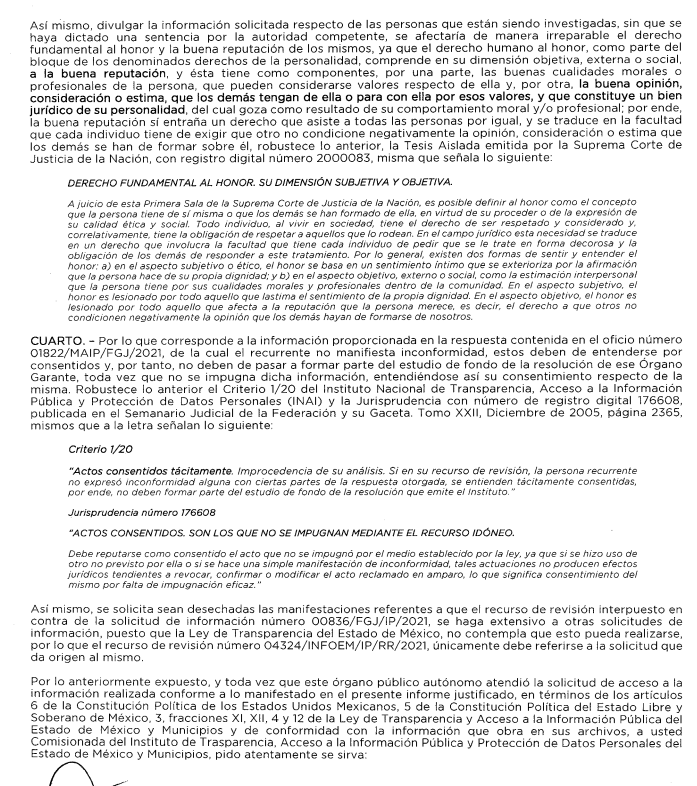 Así mismo, divulgar la información solicitada respecto de las personas que están siendo investigadas, sin que se
haya dictado una sentencia por la autoridad competente, se afectaría de manera irreparable el derecho
fundamental al honor y la buena reputación de los mismos, ya que el derecho humano al honor, como parte del
bloque de los denominados derechos de la personalidad, comprende en su dimensión objetiva, externa o social,
a la buena reputación, y ésta tiene como componentes, por una parte, las buenas cualidades morales o
profesionales de la persona, que pueden considerarse valores respecto de ella y, por otra, la buena opinión,
consideración o estima, que los demás tengan de ella o para con ella por esos valores, y que constituye un bien
jurídico de su personalidad, del cual goza como resultado de su comportamiento moral y/o profesional; por ende,
la buena reputación sí entraña un derecho que asiste a todas las personas por igual, y se traduce en la facultad
que cada individuo tiene de exigir que otro no condicione negativamente la opinión, consideración o estima que
los demás se han de formar sobre él, robustece lo anterior, la Tesis Aislada emitida por la Suprema Corte de
Justicia de la Nación, con registro digital número 2000083, misma que señala lo siguiente:
DERECHO FUNDAMENTAL AL HONOR. SU DIMENSIÓN SUBJETIVA Y OBJETIVA.
A juicio de esta Primera Sala de la Suprema Corte de Justicia de la Nación, es posible definir al honor como el concepto
que la persona tiene de sí misma o que los demás se han formado de ella, en virtud de su proceder o de la expresión de
su calidad ética y social. Todo individuo, al vivir en sociedad, tiene el derecho de ser respetado y considerado y,
correlativamente, tiene la obligación de respetar a aquellos que lo rodean. En el campo jurídico esta necesidad se traduce
en un derecho que involucra la facultad que tiene cada individuo de pedir que se le trate en forma decorosa y la
obligación de los demás de responder a este tratamiento. Por lo general, existen dos formas de sentir y entender el
honor: a) en el aspecto subjetivo o ético, el honor se basa en un sentimiento íntimo que se exterioriza por la afirmación
que la persona hace de su propia dignidad; y b) en el aspecto objetivo, externo o social, como la estimación interpersonal
que la persona tiene por sus cualidades morales y profesionales dentro de la comunidad. En el aspecto subjetivo, el
honor es lesionado por todo aquello que lastima el sentimiento de la propia dignidad. En el aspecto objetivo, el honor es
lesionado por todo aquello que afecta a la reputación que la persona merece, es decir, el derecho a que otros no
condicionen negativamente la opinión que los demás hayan de formarse de nosotros.
CUARTO. – Por lo que corresponde a la información proporcionada en la respuesta contenida en el oficio número
01822/MAIP/FGJ/2021, de la cual el recurrente no manifiesta inconformidad, estos deben de entenderse por
consentidos y, por tanto, no deben de pasar a formar parte del estudio de fondo de la resolución de ese Órgano
Garante, toda vez que no se impugna dicha información, entendiéndose así su consentimiento respecto de la
misma. Robustece lo anterior el Criterio 1/20 del Instituto Nacional de Transparencia, Acceso a la Información
Pública y Protección de Datos Personales (INAI) y la Jurisprudencia con número de registro digital 176608,
publicada en el Semanario Judicial de la Federación y su Gaceta. Tomo XXII, Diciembre de 2005, página 2365,
mismos que a la letra señalan lo siguiente:
Criterio 1/20
"Actos consentidos tácitamente. Improcedencia de su análisis. Si en su recurso de revisión, la persona recurrente
no expresó inconformidad alguna con ciertas partes de la respuesta otorgada, se entienden tácitamente consentidas,
por ende, no deben formar parte del estudio de fondo de la resolución que emite el Instituto."
Jurisprudencia número 176608
"ACTOS CONSENTIDOS. SON LOS QUE NO SE IMPUGNAN MEDIANTE EL RECURSO IDÓNEO.
Debe reputarse como consentido el acto que no se impugnó por el medio establecido por la ley, ya que si se hizo uso de
otro no previsto por ella o si se hace una simple manifestación de inconformidad, tales actuaciones no producen efectos
jurídicos tendientes a revocar, confirmar o modificar el acto reclamado en amparo, lo que significa consentimiento del
mismo por falta de impugnación eficaz."
Así mismo, se solicita sean desechadas las manifestaciones referentes a que el recurso de revisión interpuesto en
contra de la solicitud de información número 00836/FGJ/IP/2021, se haga extensivo a otras solicitudes de
información, puesto que la Ley de Transparencia del Estado de México, no contempla que esto pueda realizarse,
por lo que el recurso de revisión número 04324/INFOEM/IP/RR/2021, únicamente debe referirse a la solicitud que
da origen al mismo.
Por lo anteriormente expuesto, y toda vez que este órgano público autónomo atendió la solicitud de acceso a la
información realizada conforme a lo manifestado en el presente informe justificado, en términos de los artículos
6 de la Constitución Política de los Estados Unidos Mexicanos, 5 de la Constitución Política del Estado Libre y
Soberano de México, 3, fracciones XI, XII, 4 y 12 de la Ley de Transparencia y Acceso a la Información Pública del
Estado de México y Municipios y de conformidad con la información que obra en sus archivos, a usted
Comisionada del Instituto de Trasparencia, Acceso a la Información Pública y Protección de Datos Personales del
Estado de México y Municipios, pido atentamente se sirva: